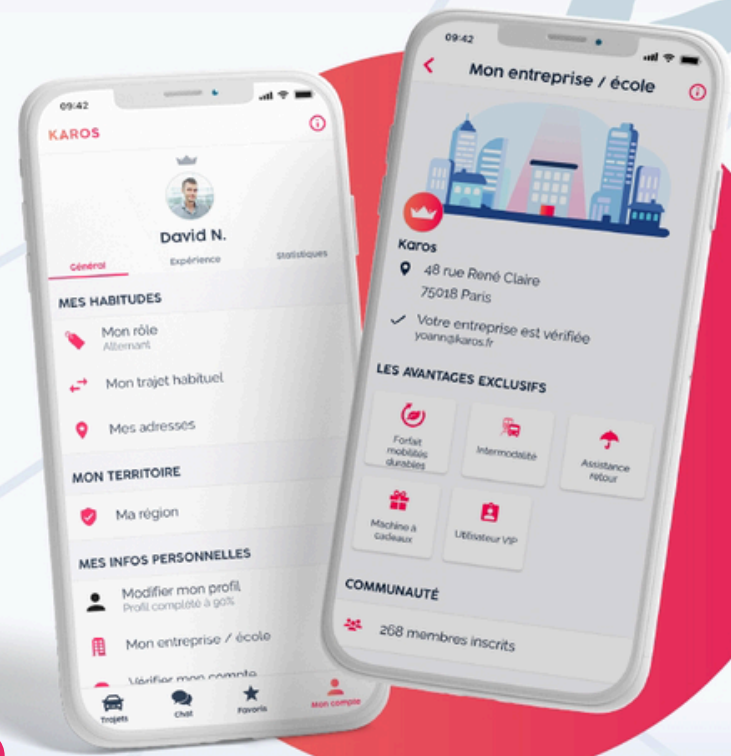 09:42
KAROS
David N.
Général
Expérience
Statistiques
MES HABITUDES
Mon rôle
Alternant
Mon trajet habituel
Mes adresses
MON TERRITOIRE
Ma région
MES INFOS PERSONNELLES
Modifier mon profil
Profil complété à 90%
Mon entreprise / école
Vérifier mon compte
Trajets
Chat
Favoris
Mon compte
09:42
Mon entreprise / école
Karos
48 rue René Claire
75018 Paris
Votre entreprise est vérifiée
yoann@karos.fr
LES AVANTAGES EXCLUSIFS
Forfait
mobilités
durables
Intermodalité
Assistance
retour
Machine à
cadeaux
Utilisateur VIP
COMMUNAUTÉ
268 membres inscrits